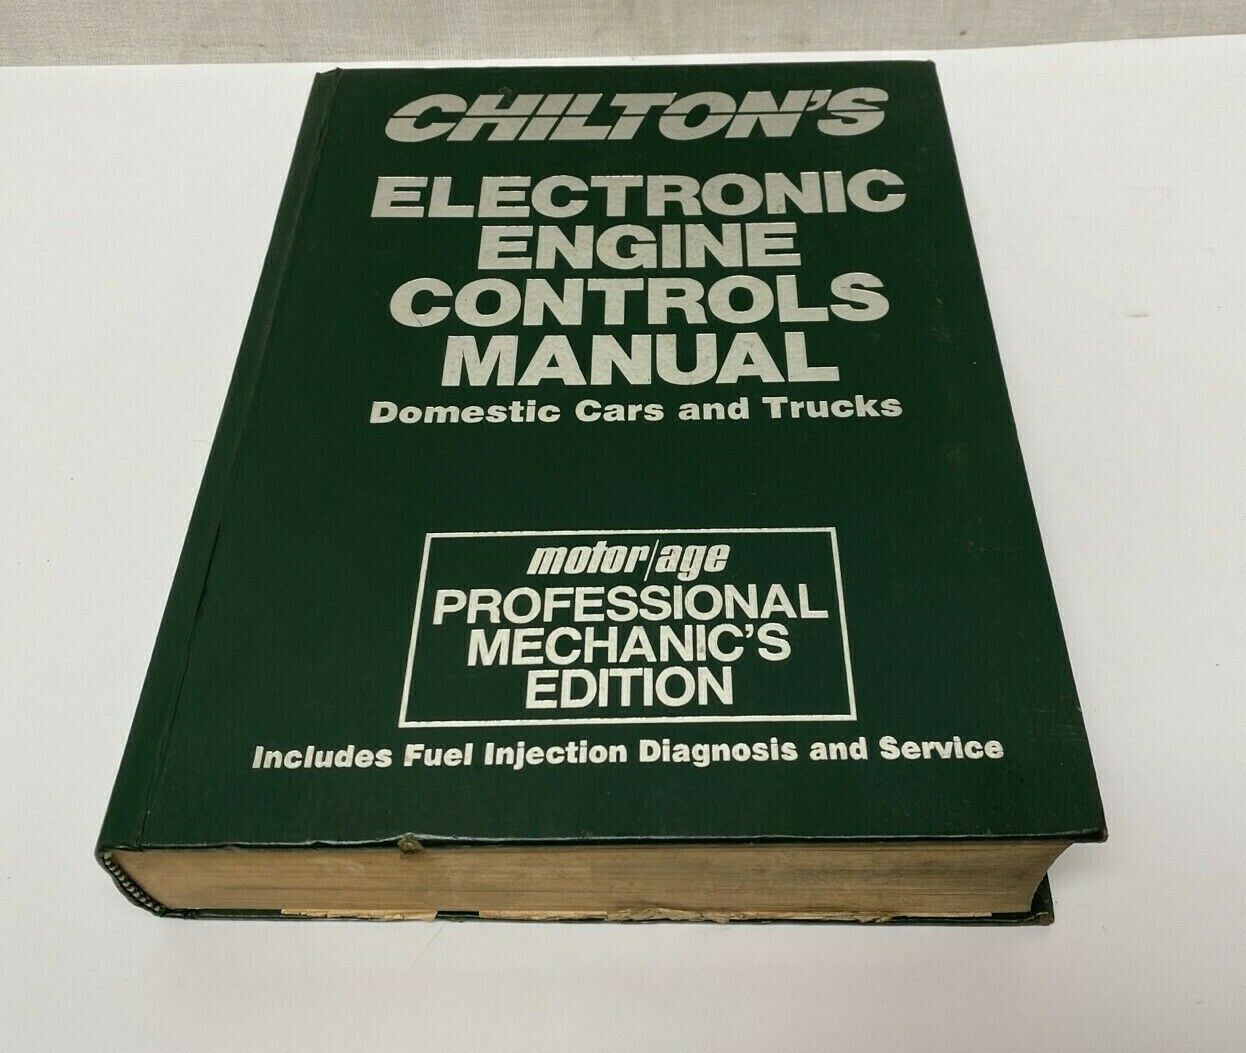 CHILTON'S
ELECTRONIC
ENGINE
CONTROLS
MANUAL
Domestic Cars and Trucks
motor/age
PROFESSIONAL
MECHANIC'S
EDITION
Includes Fuel Injection Diagnosis and Service